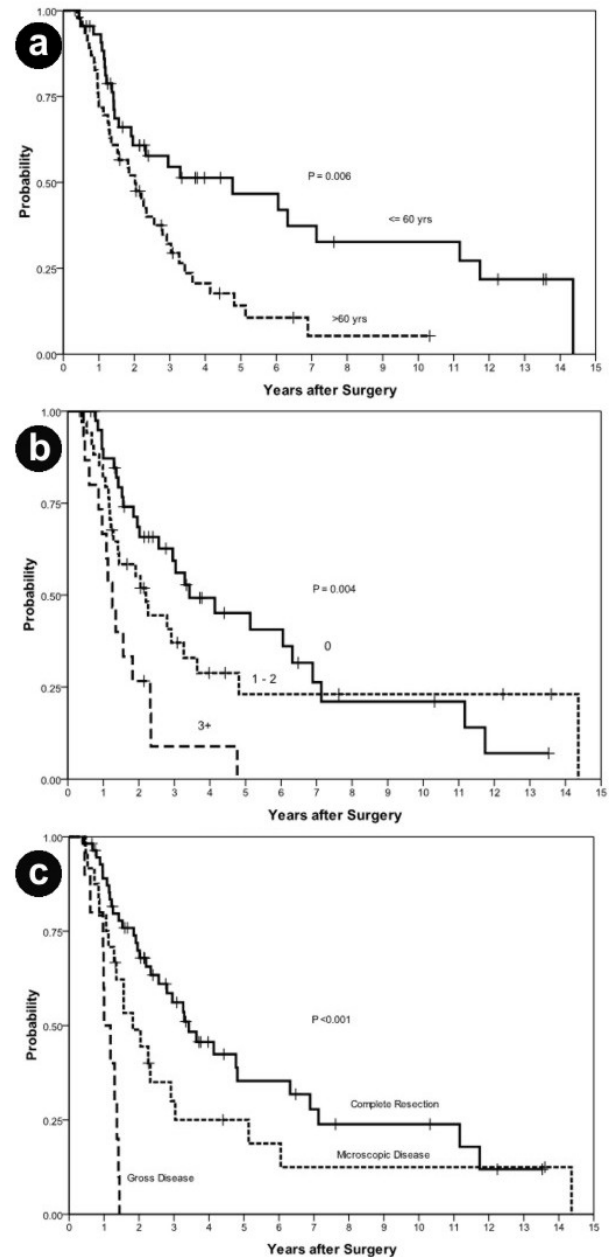 a
1.00
0.75
0.50
0.25
0.00
Probability
P = 0.006
<= 60 yrs
>60 yrs
0 1 2 3 4 5 6 7 8 9 10 11 12 13 14 15
Years after Surgery
b
1.00
0.75
0.50
0.25
0.00
Probability
P = 0.004
0
1 - 2
3+
0 1 2 3 4 5 6 7 8 9 10 11 12 13 14 15
Years after Surgery
c
1.00
0.75
0.50
0.25
0.00
Probability
P <0.001
Complete Resection
Microscopic Disease
Gross Disease
0 1 2 3 4 5 6 7 8 9 10 11 12 13 14 15
Years after Surgery